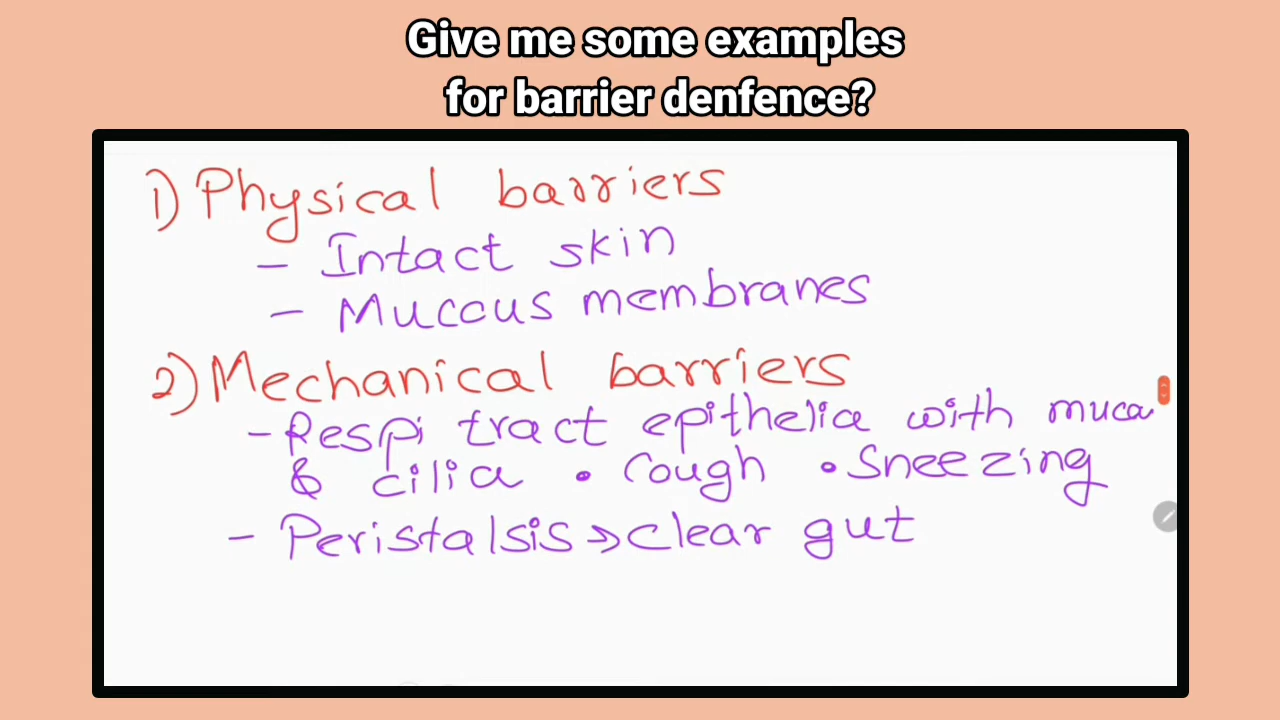 Give me some examples
for barrier denfence?
1) Physical barriers
- Intact skin
- Mucous membranes
2) Mechanical barriers
- Respi tract epithelia with muca
& cilia • Cough • Sneezing
- Peristalsis → clear gut